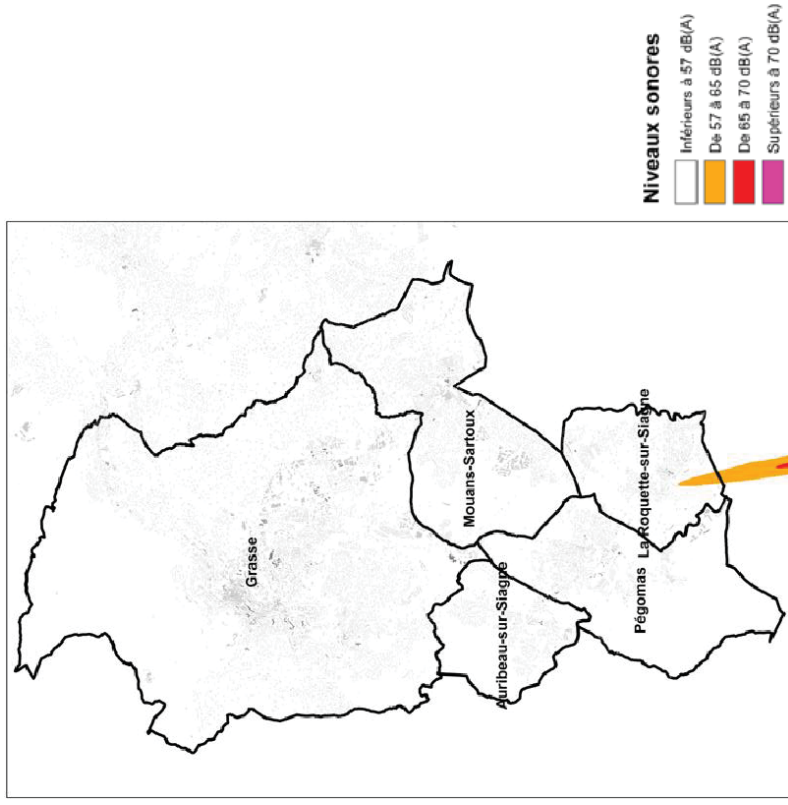 Grasse
Mouans-Sartoux
Auribeau-sur-Siagne
Pégomas
La Roquette-sur-Siagne
Niveaux sonores
Inférieurs à 57 dB(A)
De 57 à 65 dB(A)
De 65 à 70 dB(A)
Supérieurs à 70 dB(A)